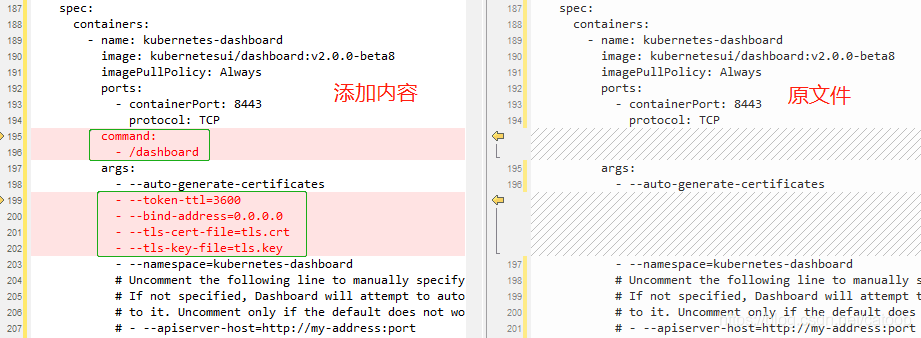 187 spec:
188 containers:
189 - name: kubernetes-dashboard
190 image: kubernetesui/dashboard:v2.0.0-beta8
191 imagePullPolicy: Always
192 ports:
193 - containerPort: 8443
194 protocol: TCP
195 command:
196 - /dashboard
197 args:
198 - --auto-generate-certificates
199 - --token-ttl=3600
200 - --bind-address=0.0.0.0
201 - --tls-cert-file=tls.crt
202 - --tls-key-file=tls.key
203 - --namespace=kubernetes-dashboard
204 # Uncomment the following line to manually specify
205 # If not specified, Dashboard will attempt to auto
206 # to it. Uncomment only if the default does not wo
207 # - --apiserver-host=http://my-address:port
添加内容
187 spec:
188 containers:
189 - name: kubernetes-dashboard
190 image: kubernetesui/dashboard:v2.0.0-beta8
191 imagePullPolicy: Always
192 ports:
193 - containerPort: 8443
194 protocol: TCP
195 args:
196 - --auto-generate-certificates
197 - --namespace=kubernetes-dashboard
198 # Uncomment the following line to manually
199 # If not specified, Dashboard will attempt t
200 # to it. Uncomment only if the default does
201 # - --apiserver-host=http://my-address:port
原文件